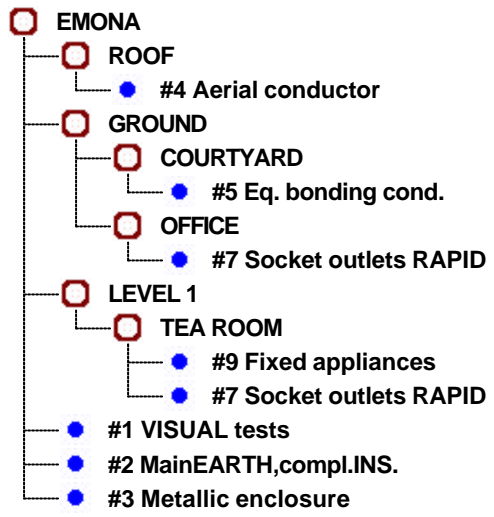 EMONA
ROOF
#4 Aerial conductor
GROUND
COURTYARD
#5 Eq. bonding cond.
OFFICE
#7 Socket outlets RAPID
LEVEL 1
TEA ROOM
#9 Fixed appliances
#7 Socket outlets RAPID
#1 VISUAL tests
#2 MainEARTH,compl.INS.
#3 Metallic enclosure